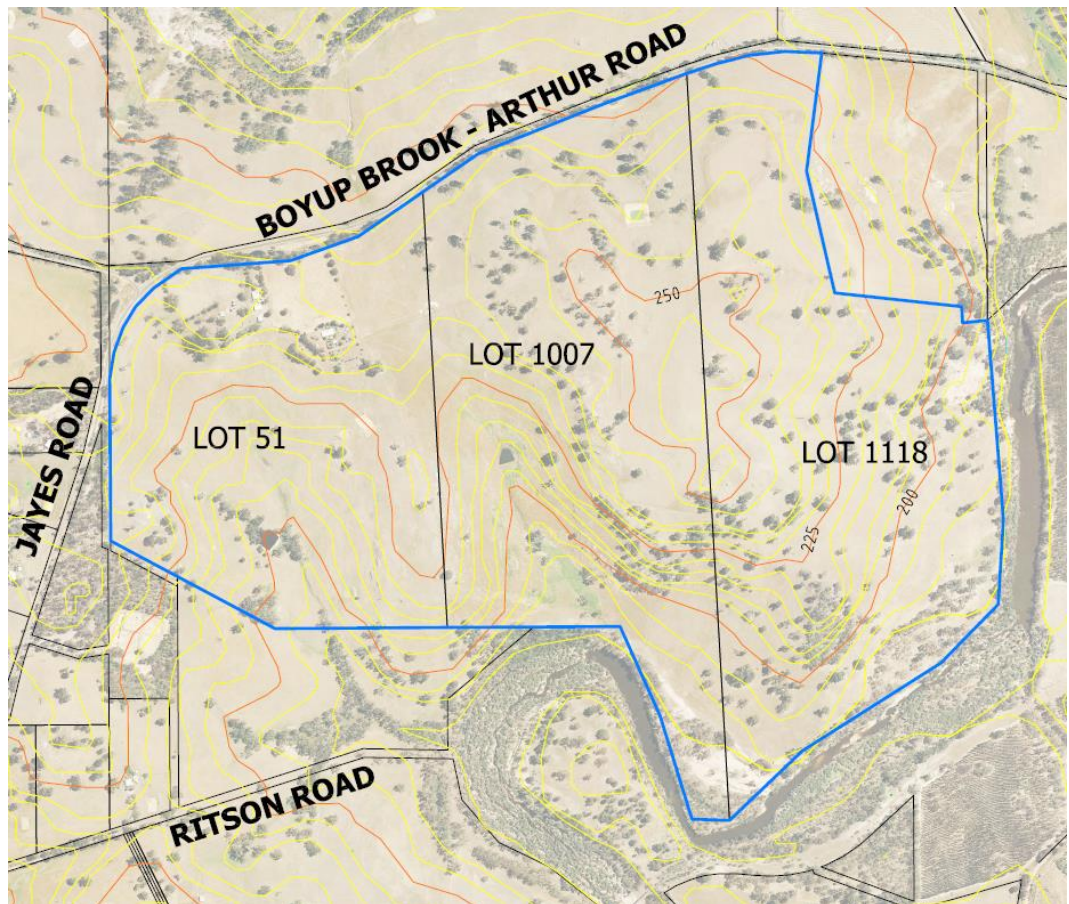 BOYUP BROOK - ARTHUR ROAD
250
LOT 1007
JAYES ROAD
LOT 51
LOT 1118
200
225
RITSON ROAD